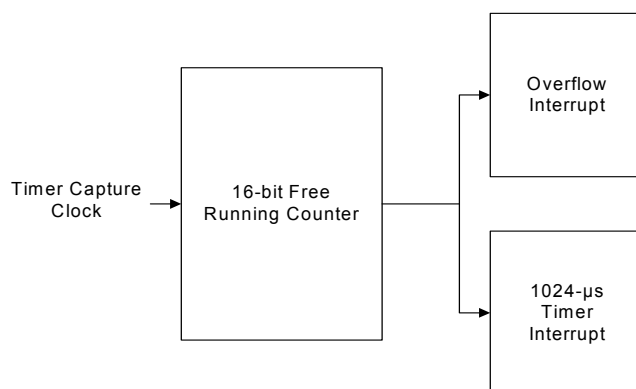 Timer Capture
Clock
16-bit Free
Running Counter
Overflow
Interrupt
1024-µs
Timer
Interrupt